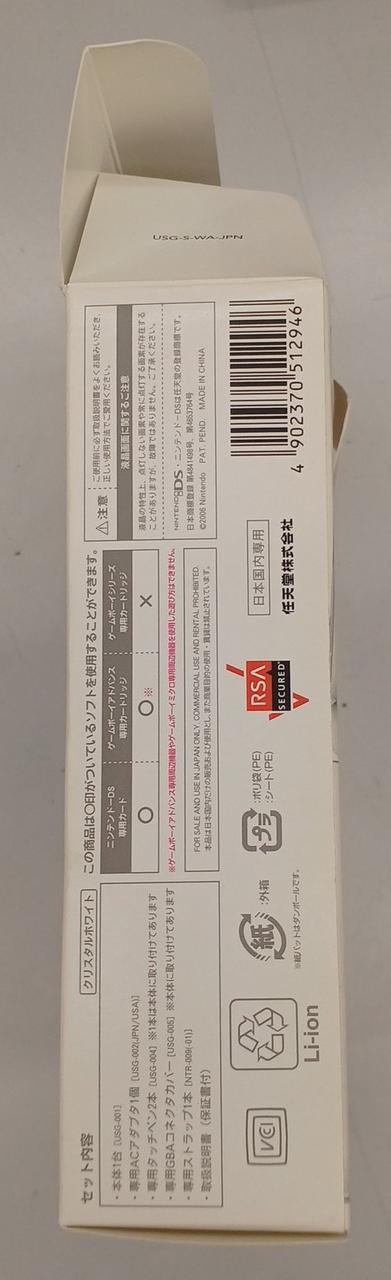 USG-S-WA-JPN
セット内容
クリスタルホワイト
・本体1台 [USG-001]
・専用ACアダプタ1個 [USG-002(JPN/USA)]
・専用タッチペン2本 [USG-004] ※1本は本体に取り付けてあります
・専用GBAコネクタカバー [USG-005] ※本体に取り付けてあります
・専用ストラップ1本 [NTR-009(-01)]
・取扱説明書(保証書付)
この商品は〇印がついているソフトを使用することができます。
ニンテンドーDS
専用カード
ゲームボーイアドバンス
専用カートリッジ
ゲームボーイシリーズ
専用カートリッジ
〇
〇※
×
※ゲームボーイアドバンス専用周辺機器やゲームボーイミクロ専用周辺機器を使用した遊び方はできません。
FOR SALE AND USE IN JAPAN ONLY. COMMERCIAL USE AND RENTAL PROHIBITED.
本品は日本国内だけの販売および使用とし、また商業目的の使用・賃貸は禁止されています。
⚠注意
ご使用前に必ず取扱説明書をよくお読みいただき、
正しい使用方法でご愛用ください。
液晶画面に関するご注意
液晶の特性上、点灯しない画素や常に点灯する画素が存在する
ことがありますが、故障ではありません。ご了承ください。
NINTENDO DS・ニンテンドーDSは任天堂の登録商標です。
日本商標登録 第4841498号、第4853764号
©2006 Nintendo PAT. PEND. MADE IN CHINA
VCI
Li-ion
紙
:外箱
※紙パットはダンボールです。
プラ
:ポリ袋(PE)
:シート(PE)
RSA
SECURED
日本国内専用
任天堂株式会社
4 902370 512946